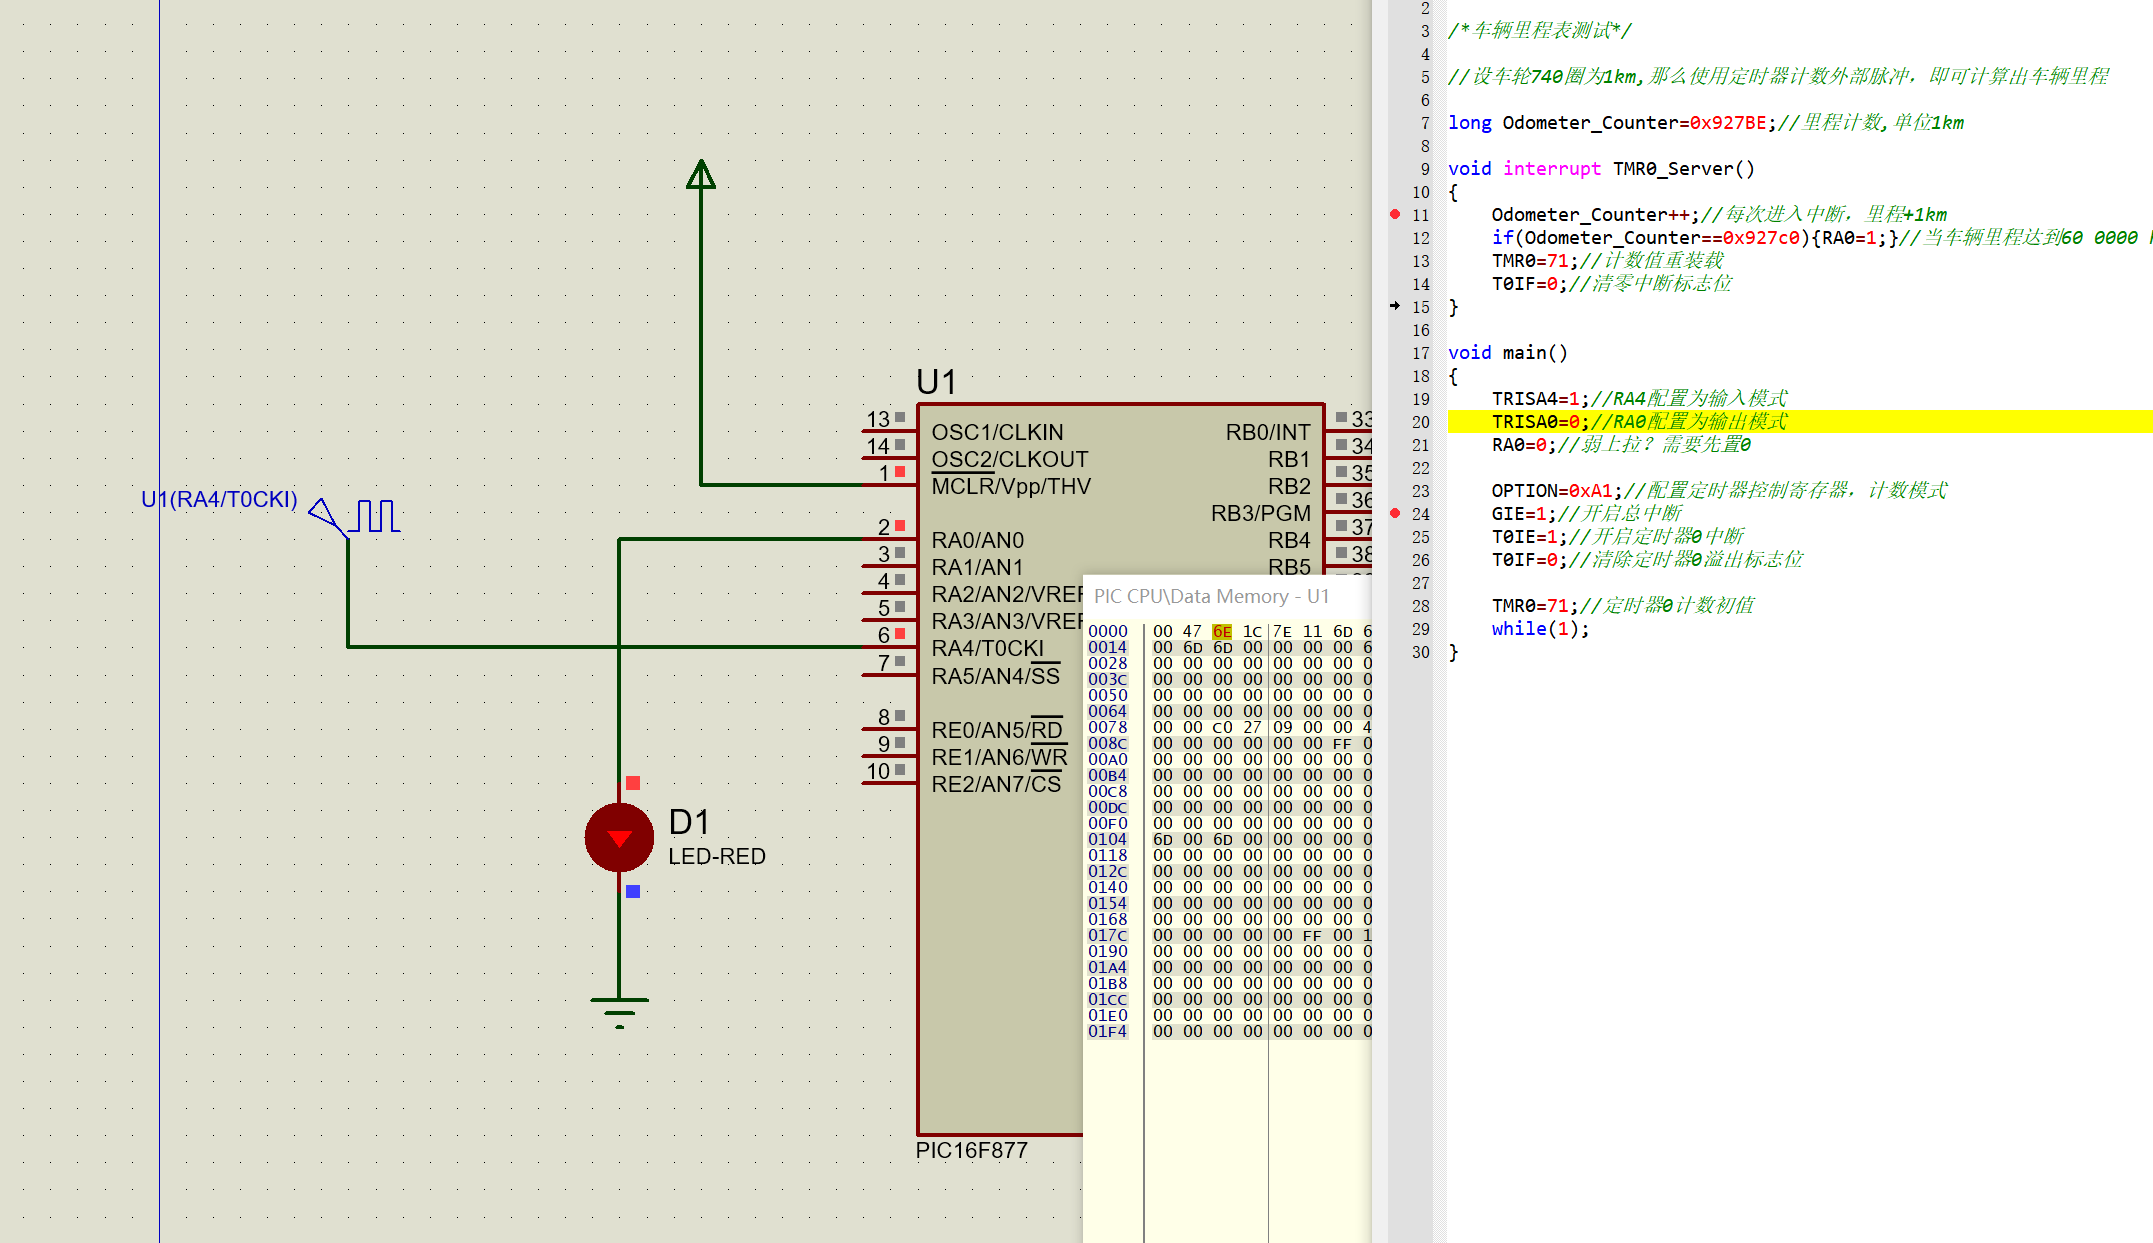 U1(RA4/T0CKI)
U1
13
14
1
2
3
4
5
6
7
8
9
10
OSC1/CLKIN
OSC2/CLKOUT
MCLR/Vpp/THV
RA0/AN0
RA1/AN1
RA2/AN2/VREF
RA3/AN3/VREF
RA4/T0CKI
RA5/AN4/SS
RE0/AN5/RD
RE1/AN6/WR
RE2/AN7/CS
RB0/INT
RB1
RB2
RB3/PGM
RB4
RB5
33
34
35
36
37
38
PIC16F877
D1
LED-RED
PIC CPU\Data Memory - U1
0000 00 47 6E 1C 7E 11 6D 6
0014 00 6D 6D 00 00 00 00 6
0028 00 00 00 00 00 00 00 0
003C 00 00 00 00 00 00 00 0
0050 00 00 00 00 00 00 00 0
0064 00 00 00 00 00 00 00 0
0078 00 00 C0 27 09 00 00 4
008C 00 00 00 00 00 00 FF 0
00A0 00 00 00 00 00 00 00 0
00B4 00 00 00 00 00 00 00 0
00C8 00 00 00 00 00 00 00 0
00DC 00 00 00 00 00 00 00 0
00F0 00 00 00 00 00 00 00 0
0104 6D 00 6D 00 00 00 00 0
0118 00 00 00 00 00 00 00 0
012C 00 00 00 00 00 00 00 0
0140 00 00 00 00 00 00 00 0
0154 00 00 00 00 00 00 00 0
0168 00 00 00 00 00 00 00 0
017C 00 00 00 00 00 FF 00 1
0190 00 00 00 00 00 00 00 0
01A4 00 00 00 00 00 00 00 0
01B8 00 00 00 00 00 00 00 0
01CC 00 00 00 00 00 00 00 0
01E0 00 00 00 00 00 00 00 0
01F4 00 00 00 00 00 00 00 0
2
3 /*车辆里程表测试*/
4
5 //设车轮740圈为1km,那么使用定时器计数外部脉冲，即可计算出车辆里程
6
7 long Odometer_Counter=0x927BE;//里程计数,单位1km
8
9 void interrupt TMR0_Server()
10 {
11 Odometer_Counter++;//每次进入中断，里程+1km
12 if(Odometer_Counter==0x927c0){RA0=1;}//当车辆里程达到60 0000
13 TMR0=71;//计数值重装载
14 T0IF=0;//清零中断标志位
15 }
16
17 void main()
18 {
19 TRISA4=1;//RA4配置为输入模式
20 TRISA0=0;//RA0配置为输出模式
21 RA0=0;//弱上拉？需要先置0
22
23 OPTION=0xA1;//配置定时器控制寄存器，计数模式
24 GIE=1;//开启总中断
25 T0IE=1;//开启定时器0中断
26 T0IF=0;//清除定时器0溢出标志位
27
28 TMR0=71;//定时器0计数初值
29 while(1);
30 }